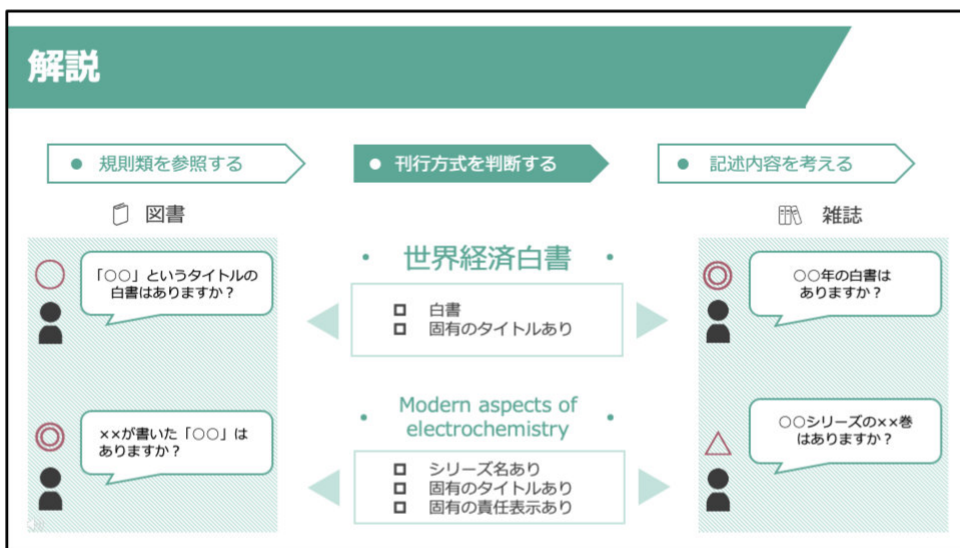 解説
● 規則類を参照する
● 刊行方式を判断する
● 記述内容を考える
図書
雑誌
「○○」というタイトルの
白書はありますか？
・ 世界経済白書 ・
白書
固有のタイトルあり
○○年の白書は
ありますか？
××が書いた「○○」は
ありますか？
・ Modern aspects of
electrochemistry ・
シリーズ名あり
固有のタイトルあり
固有の責任表示あり
○○シリーズの××巻
はありますか？